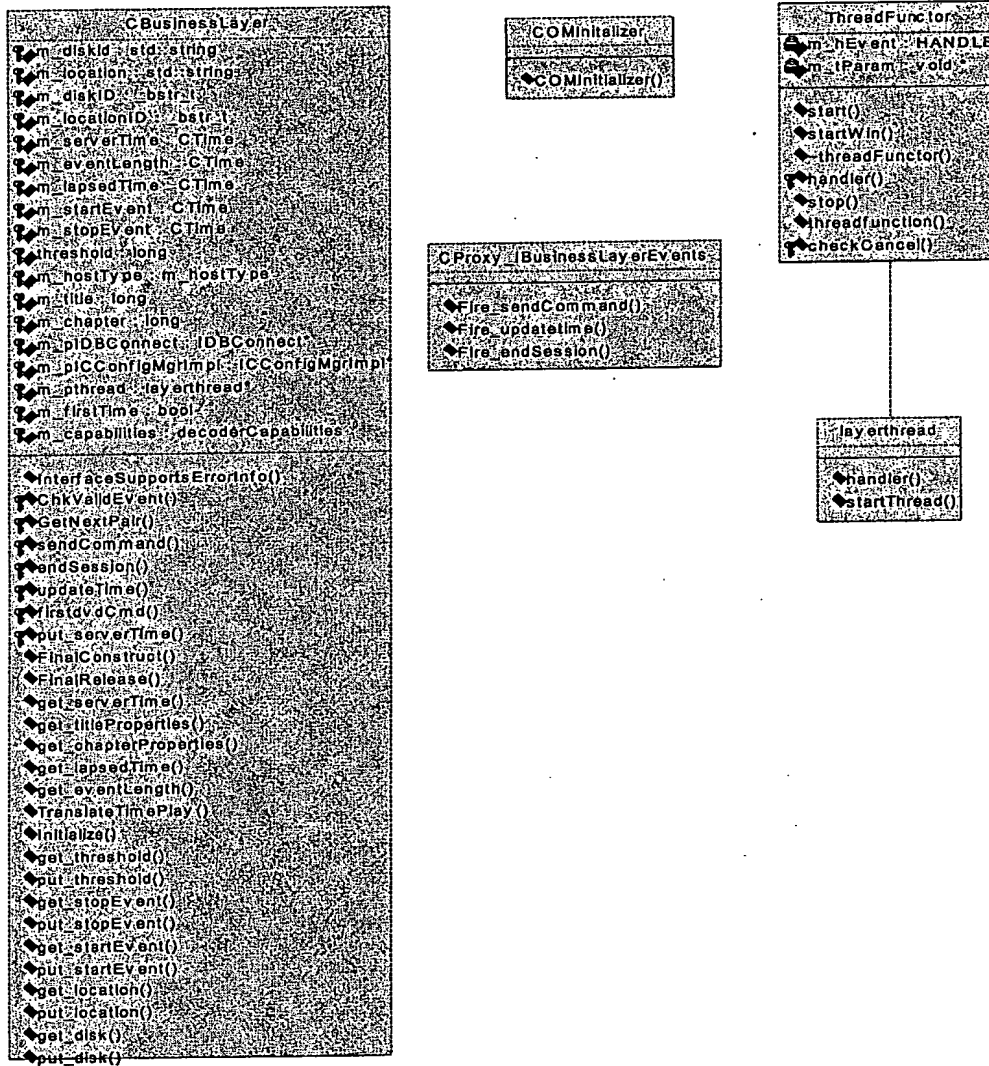 CBusinessLayer
m_diskId : std::string
m_location : std::string
m_diskID : _bstr_t
m_locationID : _bstr_t
m_serverTime : CTime
m_eventLength : CTime
m_lapsedTime : CTime
m_startEvent : CTime
m_stopEvent : CTime
threshold : long
m_hostType : m_hostType
m_title : long
m_chapter : long
m_pIDBConnect : IDBConnect*
m_pICConfigMgrImpl : ICConfigMgrImpl
m_pthread : layerthread*
m_firstTime : bool
m_capabilities : decoderCapabilities
InterfaceSupportsErrorInfo()
ChkValidEvent()
GetNextPair()
sendCommand()
endSession()
updateTime()
firstdvdCmd()
put_serverTime()
FinalConstruct()
FinalRelease()
get_serverTime()
get_titleProperties()
get_chapterProperties()
get_lapsedTime()
get_eventLength()
TranslateTimePlay()
Initialize()
get_threshold()
put_threshold()
get_stopEvent()
put_stopEvent()
get_startEvent()
put_startEvent()
get_location()
put_location()
get_disk()
put_disk()
COMInitalizer
COMInitializer()
CProxy_IBusinessLayerEvents
Fire_sendCommand()
Fire_updatetime()
Fire_endSession()
ThreadFunctor
m_hEvent : HANDLE
m_tParam : void *
start()
startWin()
~threadFunctor()
handler()
stop()
threadfunction()
checkCancel()
layerthread
handler()
startThread()